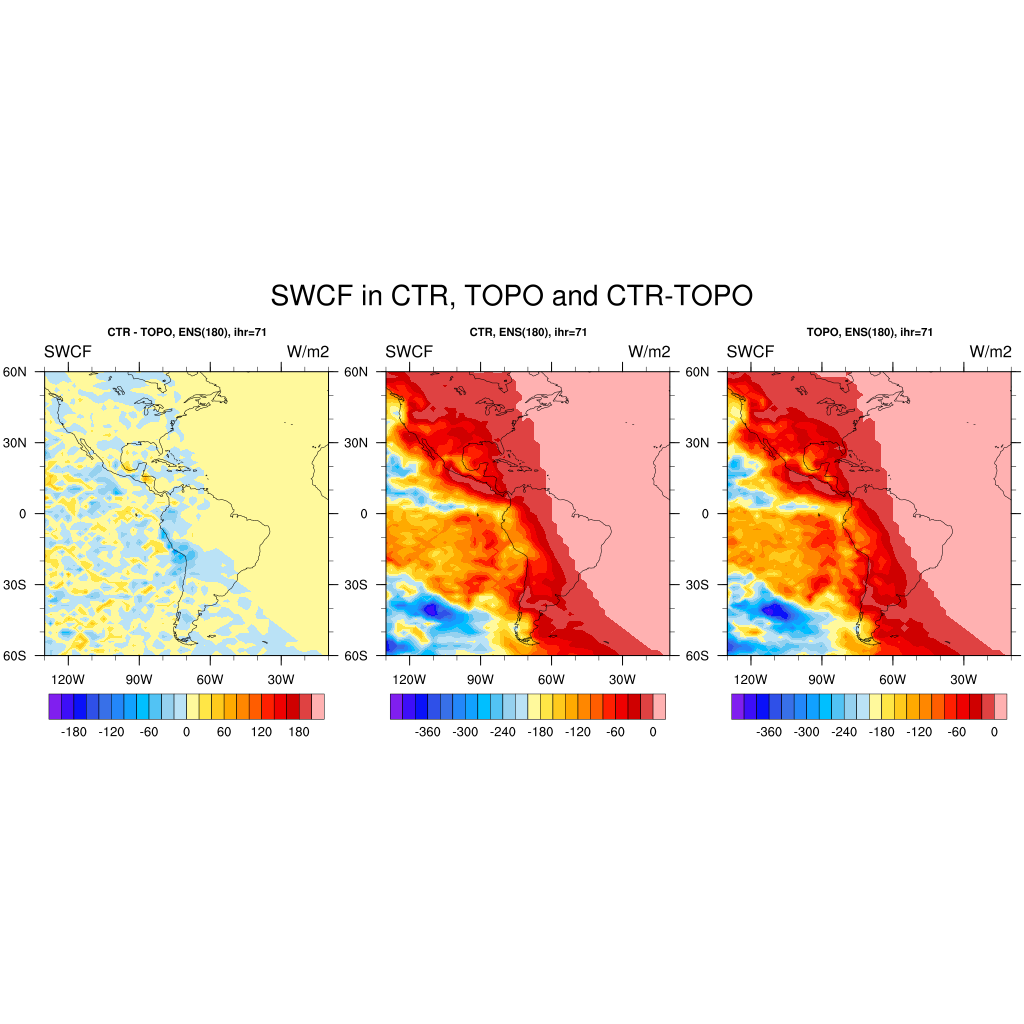 SWCF in CTR, TOPO and CTR-TOPO
CTR - TOPO, ENS(180), ihr=71
SWCF W/m2
60N
30N
0
30S
60S
120W 90W 60W 30W
-180 -120 -60 0 60 120 180
CTR, ENS(180), ihr=71
SWCF W/m2
60N
30N
0
30S
60S
120W 90W 60W 30W
-360 -300 -240 -180 -120 -60 0
TOPO, ENS(180), ihr=71
SWCF W/m2
60N
30N
0
30S
60S
120W 90W 60W 30W
-360 -300 -240 -180 -120 -60 0